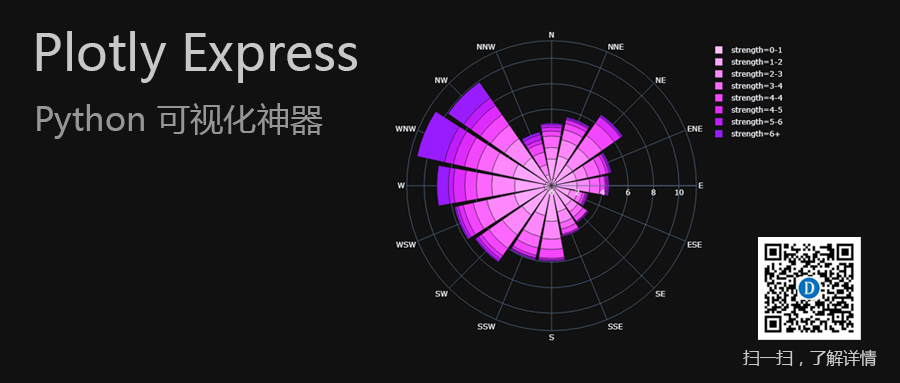 Plotly Express
Python 可视化神器
N
NNE
NE
ENE
E
ESE
SE
SSE
S
SSW
SW
WSW
W
WNW
NW
NNW
6 8 10
strength=0-1
strength=1-2
strength=2-3
strength=3-4
strength=4-4
strength=4-5
strength=5-6
strength=6+
D
扫一扫，了解详情